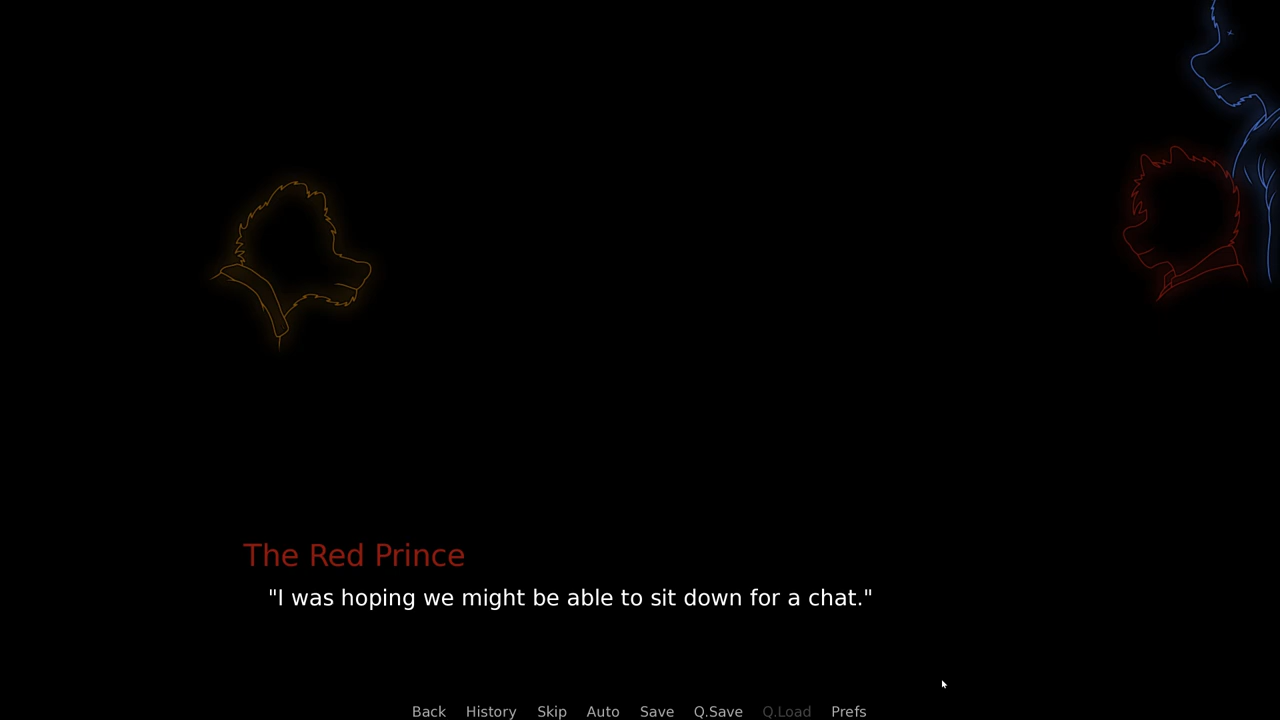 The Red Prince
"I was hoping we might be able to sit down for a chat."
Back History Skip Auto Save Q.Save Q.Load Prefs